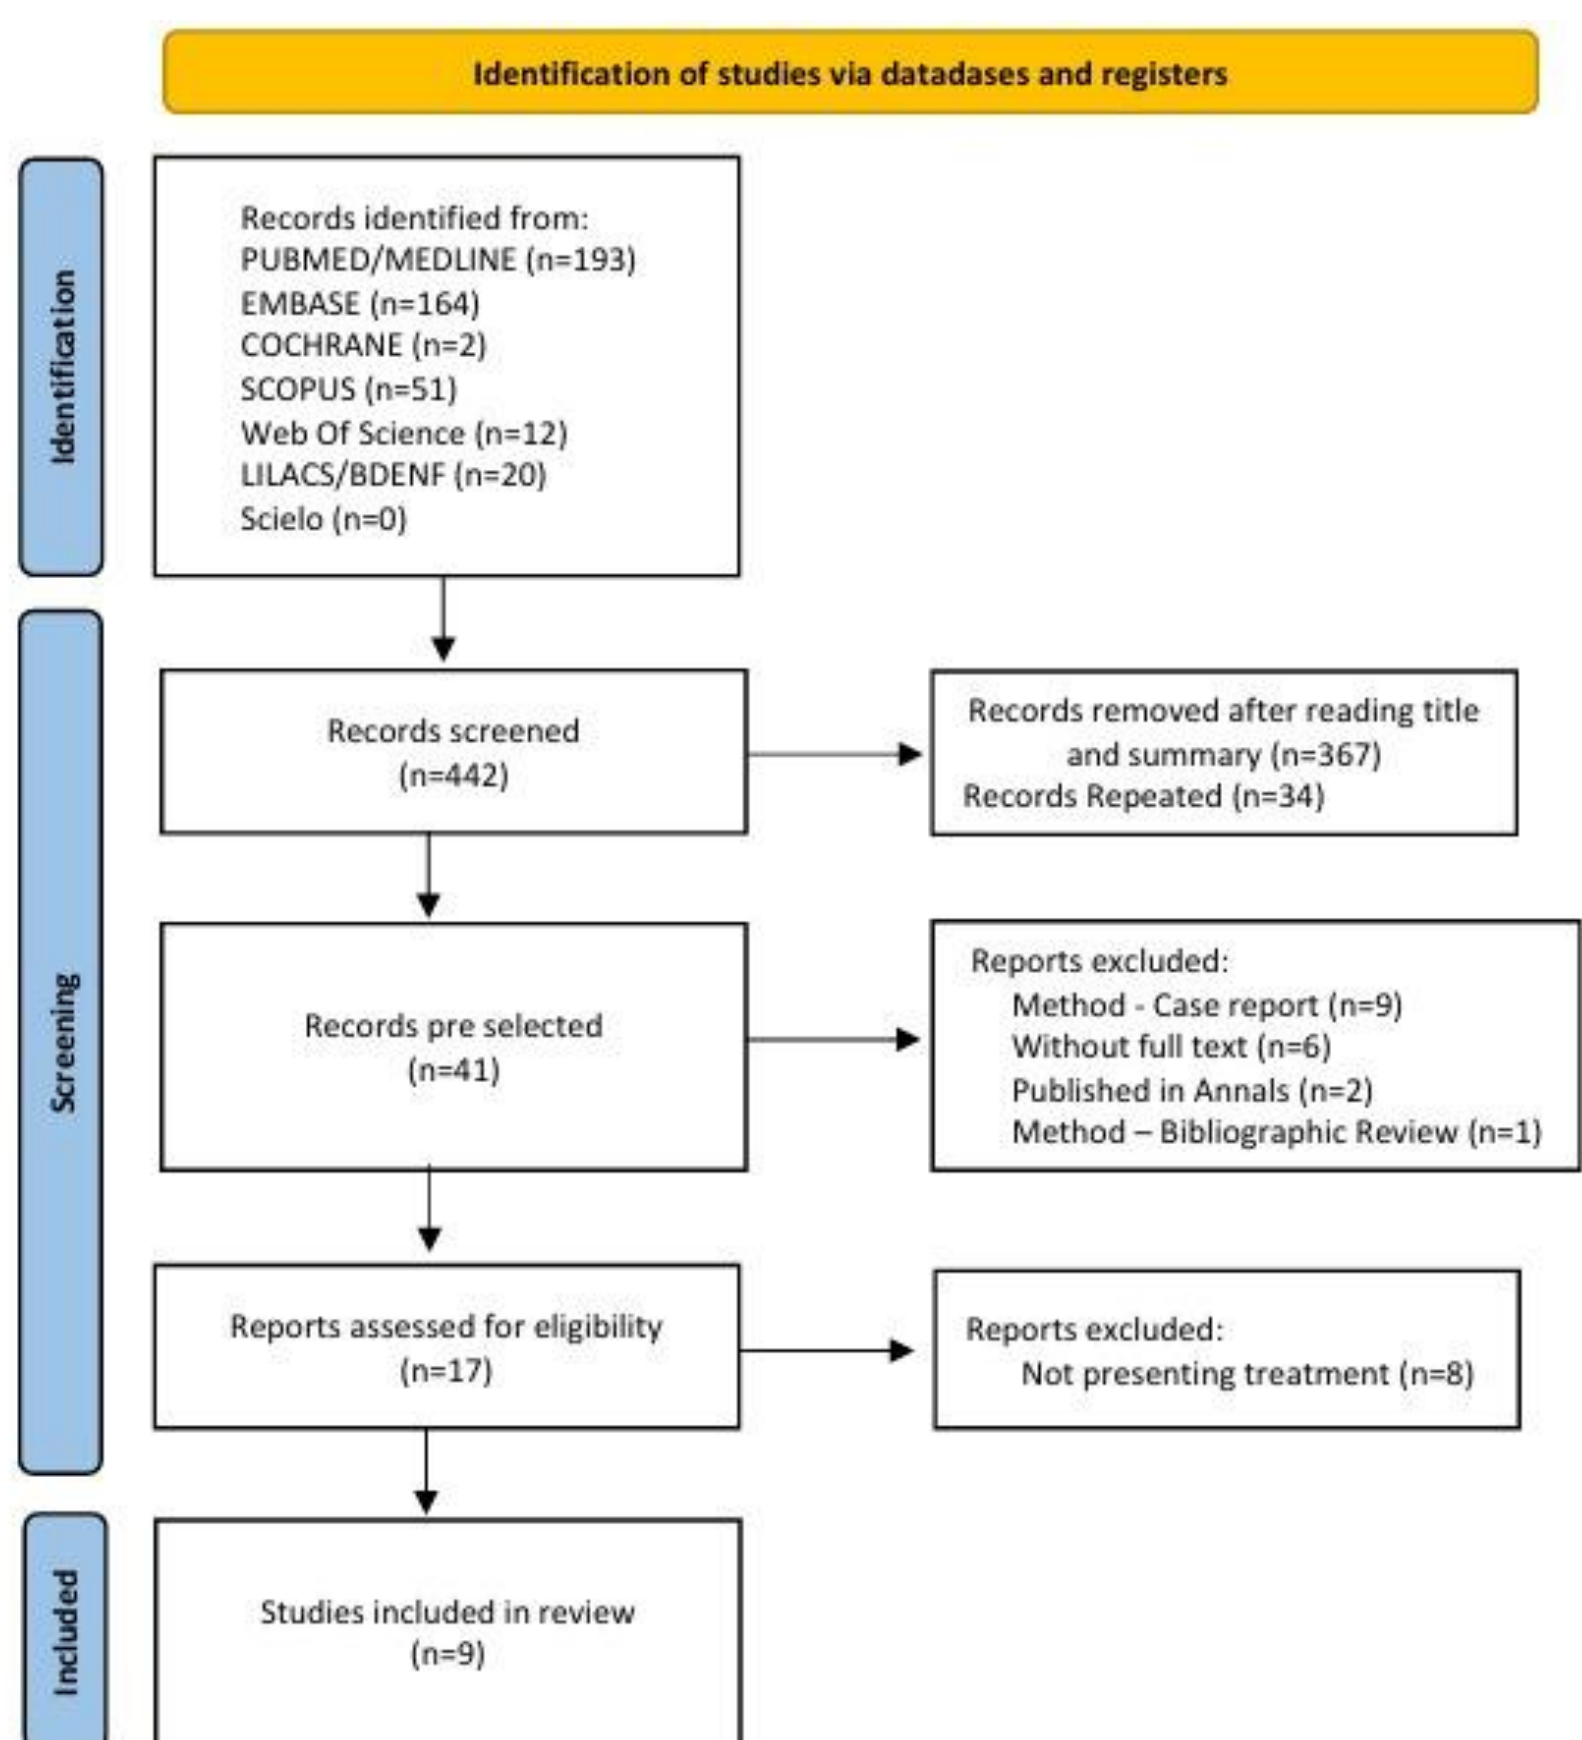 Identification of studies via datadases and registers
Identification
Records identified from:
PUBMED/MEDLINE (n=193)
EMBASE (n=164)
COCHRANE (n=2)
SCOPUS (n=51)
Web Of Science (n=12)
LILACS/BDENF (n=20)
Scielo (n=0)
Screening
Records screened
(n=442)
Records removed after reading title
and summary (n=367)
Records Repeated (n=34)
Records pre selected
(n=41)
Reports excluded:
Method - Case report (n=9)
Without full text (n=6)
Published in Annals (n=2)
Method – Bibliographic Review (n=1)
Reports assessed for eligibility
(n=17)
Reports excluded:
Not presenting treatment (n=8)
Included
Studies included in review
(n=9)